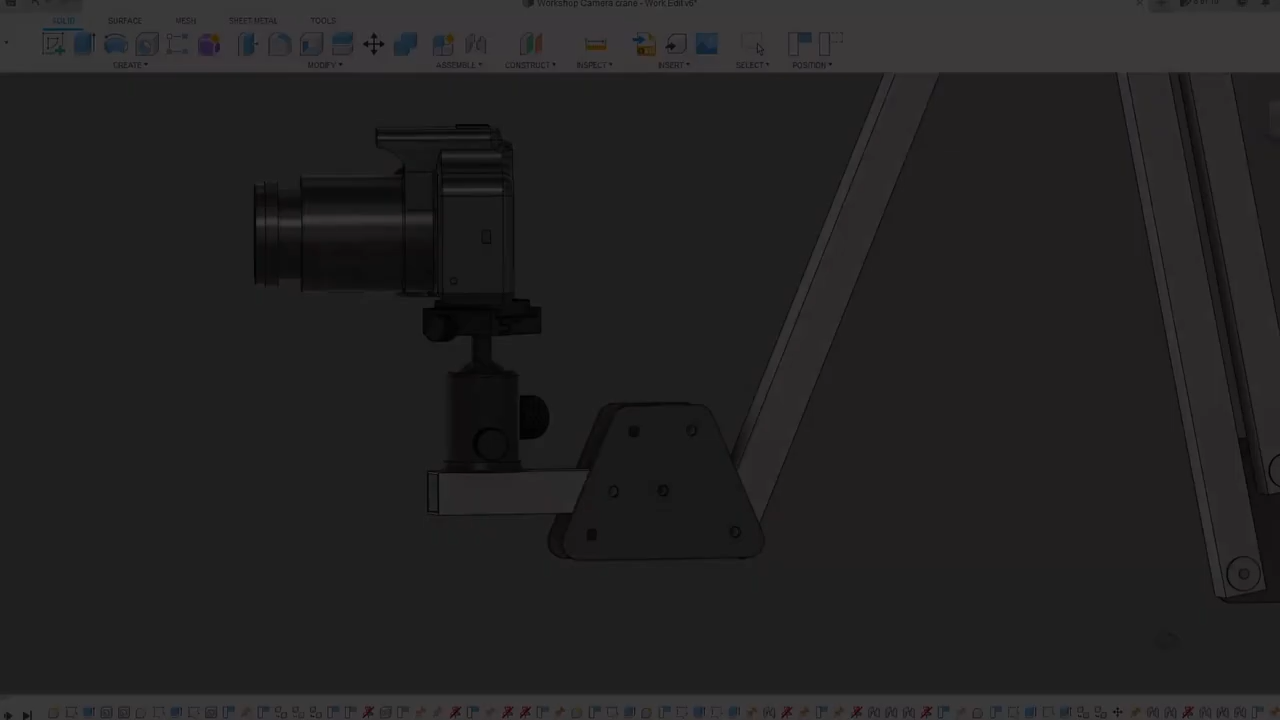 Workshop Camera crane - Work Edit v6*
SOLID SURFACE MESH SHEET METAL TOOLS
CREATE MODIFY ASSEMBLE CONSTRUCT INSPECT INSERT SELECT POSITION